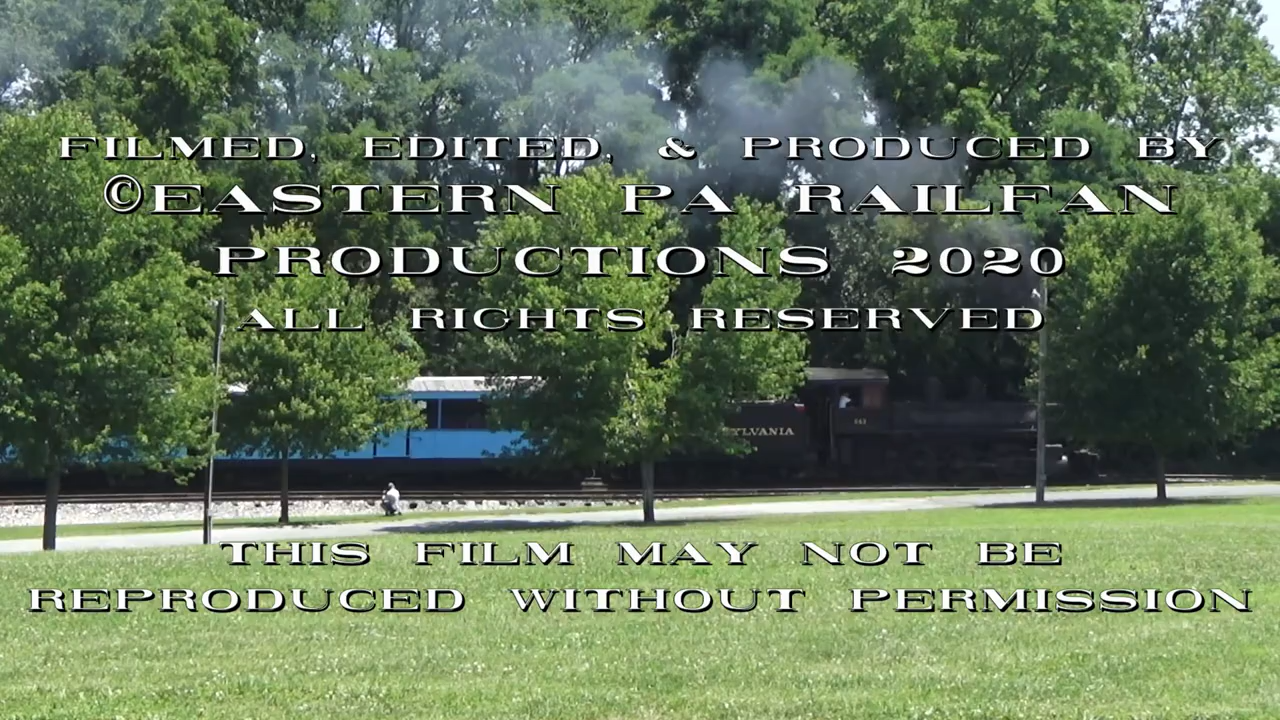 FILMED, EDITED, & PRODUCED BY
©EASTERN PA RAILFAN
PRODUCTIONS 2020
ALL RIGHTS RESERVED
YLVANIA
THIS FILM MAY NOT BE
REPRODUCED WITHOUT PERMISSION